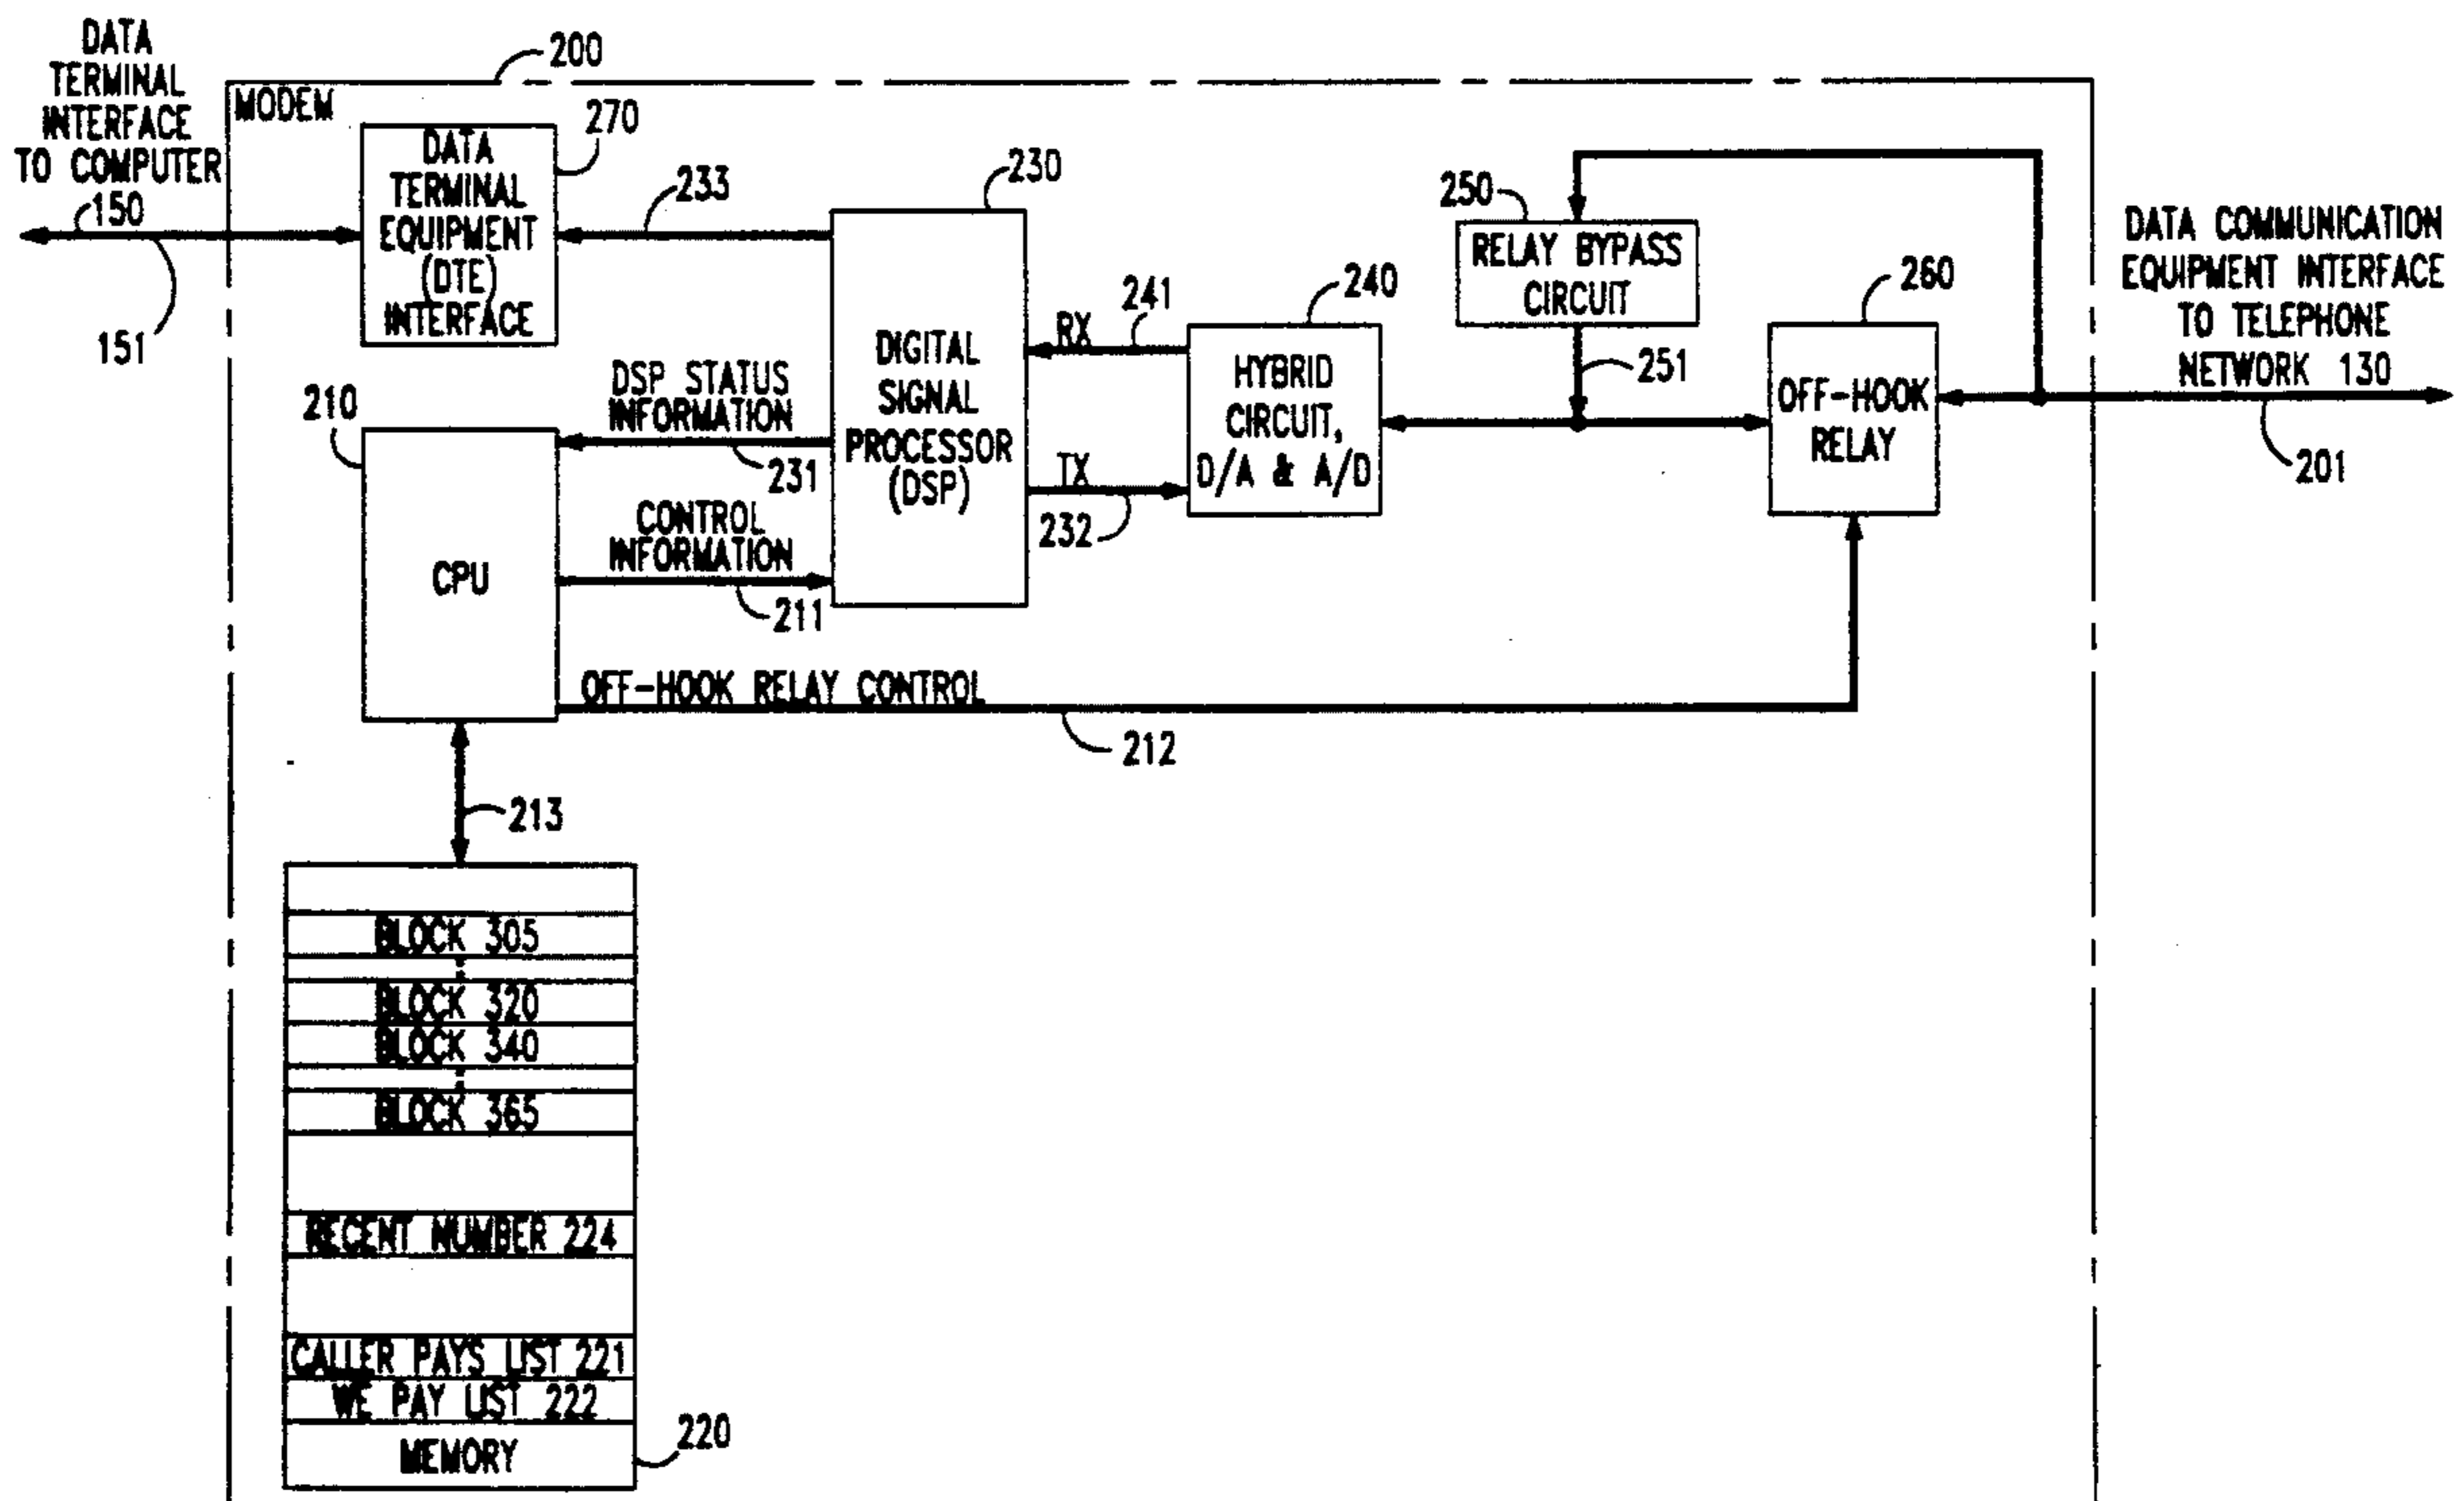 DATA
TERMINAL
INTERFACE
TO COMPUTER
150
151
200
MODEM
270
DATA
TERMINAL
EQUIPMENT
(DTE)
INTERFACE
233
230
DIGITAL
SIGNAL
PROCESSOR
(DSP)
DSP STATUS
INFORMATION
231
CONTROL
INFORMATION
211
210
CPU
RX
241
TX
232
240
HYBRID
CIRCUIT,
D/A & A/D
250
RELAY BYPASS
CIRCUIT
251
260
OFF-HOOK
RELAY
DATA COMMUNICATION
EQUIPMENT INTERFACE
TO TELEPHONE
NETWORK 130
201
OFF-HOOK RELAY CONTROL
212
213
BLOCK 305
BLOCK 320
BLOCK 340
BLOCK 365
RECENT NUMBER 224
CALLER PAYS LIST 221
WE PAY LIST 222
MEMORY
220